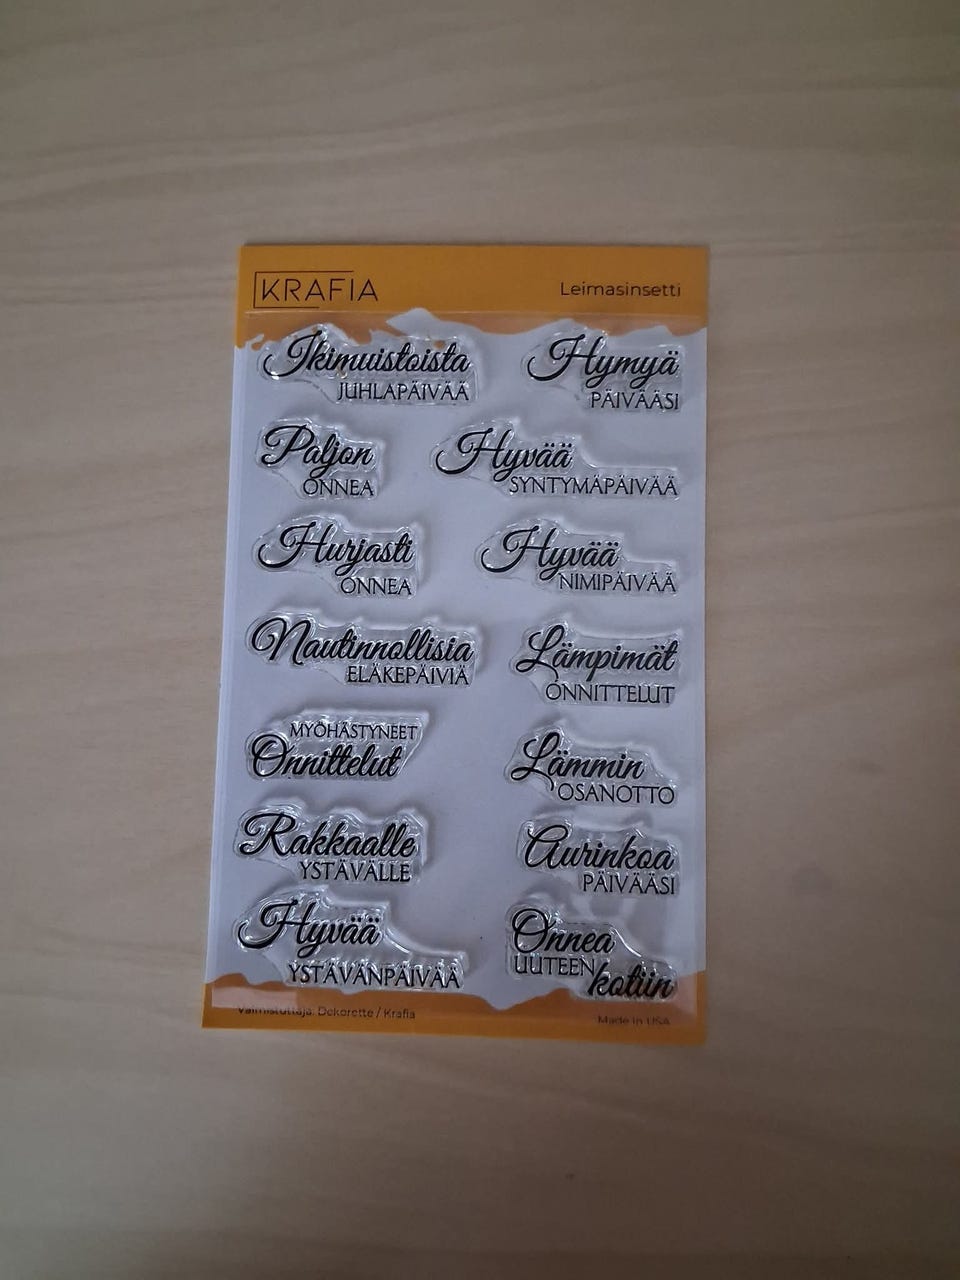 KRAFIA
Leimasinsetti
Ikimuistoista
JUHLAPÄIVÄÄ
Hymyä
PÄIVÄÄSI
Paljon
ONNEA
Hyvää
SYNTYMÄPÄIVÄÄ
Hurjasti
ONNEA
Hyvää
NIMIPÄIVÄÄ
Nautinnollisia
ELÄKEPÄIVIÄ
Lämpimät
ONNITTELUT
MYÖHÄSTYNEET
Onnittelut
Lämmin
OSANOTTO
Rakkaalle
YSTÄVÄLLE
Aurinkoa
PÄIVÄÄSI
Hyvää
YSTÄVÄNPÄIVÄÄ
Onnea
UUTEEN
kotiin
Valmistuttaja: Dekorette / Krafia
Made in USA